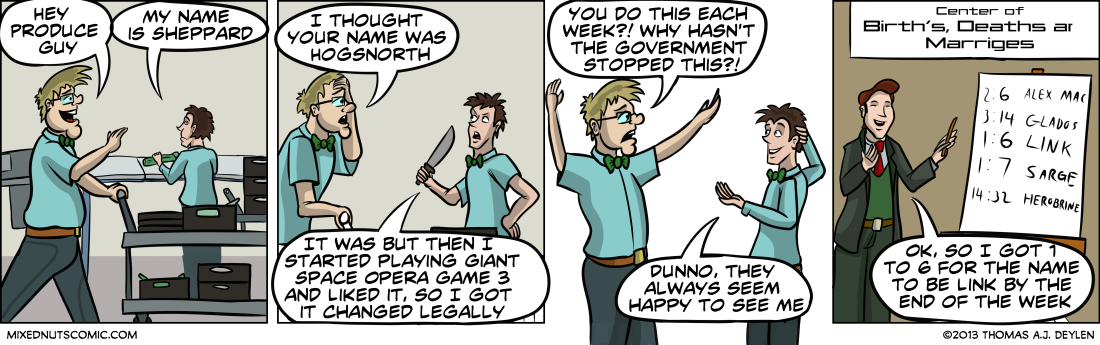 HEY
PRODUCE
GUY
MY NAME
IS SHEPPARD
I THOUGHT
YOUR NAME WAS
HOGSNORTH
IT WAS BUT THEN I
STARTED PLAYING GIANT
SPACE OPERA GAME 3
AND LIKED IT, SO I GOT
IT CHANGED LEGALLY
YOU DO THIS EACH
WEEK?! WHY HASN'T
THE GOVERNMENT
STOPPED THIS?!
DUNNO, THEY
ALWAYS SEEM
HAPPY TO SEE ME
Center of
Birth's, Deaths an
Marriges
2:6 ALEX MAC
3:14 GLADOS
1:6 LINK
1:7 SARGE
14:32 HEROBRINE
OK, SO I GOT 1
TO 6 FOR THE NAME
TO BE LINK BY THE
END OF THE WEEK
MIXEDNUTSCOMIC.COM
©2013 THOMAS A.J. DEYLEN